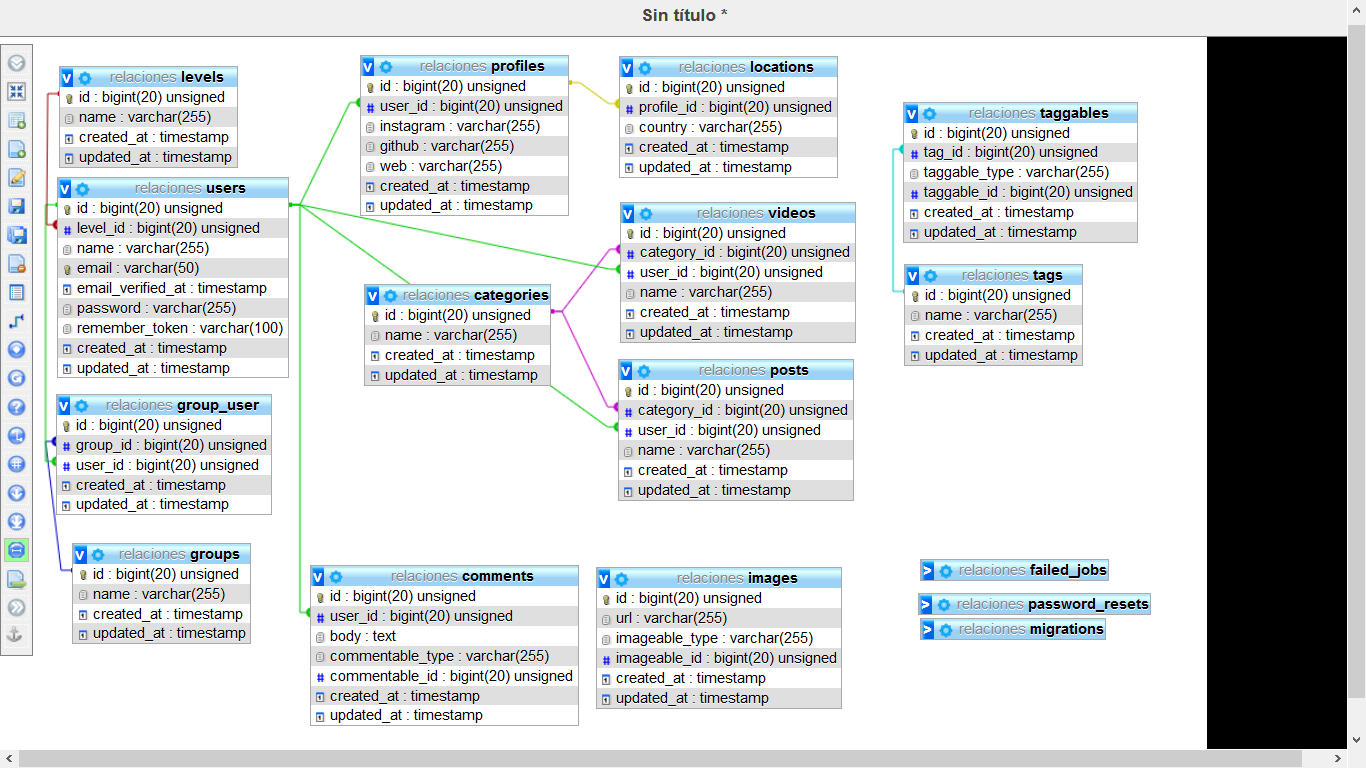 Sin título *
relaciones levels
id : bigint(20) unsigned
name : varchar(255)
created_at : timestamp
updated_at : timestamp
relaciones users
id : bigint(20) unsigned
level_id : bigint(20) unsigned
name : varchar(255)
email : varchar(50)
email_verified_at : timestamp
password : varchar(255)
remember_token : varchar(100)
created_at : timestamp
updated_at : timestamp
relaciones group_user
id : bigint(20) unsigned
group_id : bigint(20) unsigned
user_id : bigint(20) unsigned
created_at : timestamp
updated_at : timestamp
relaciones groups
id : bigint(20) unsigned
name : varchar(255)
created_at : timestamp
updated_at : timestamp
relaciones profiles
id : bigint(20) unsigned
user_id : bigint(20) unsigned
instagram : varchar(255)
github : varchar(255)
web : varchar(255)
created_at : timestamp
updated_at : timestamp
relaciones categories
id : bigint(20) unsigned
name : varchar(255)
created_at : timestamp
updated_at : timestamp
relaciones comments
id : bigint(20) unsigned
user_id : bigint(20) unsigned
body : text
commentable_type : varchar(255)
commentable_id : bigint(20) unsigned
created_at : timestamp
updated_at : timestamp
relaciones locations
id : bigint(20) unsigned
profile_id : bigint(20) unsigned
country : varchar(255)
created_at : timestamp
updated_at : timestamp
relaciones videos
id : bigint(20) unsigned
category_id : bigint(20) unsigned
user_id : bigint(20) unsigned
name : varchar(255)
created_at : timestamp
updated_at : timestamp
relaciones posts
id : bigint(20) unsigned
category_id : bigint(20) unsigned
user_id : bigint(20) unsigned
name : varchar(255)
created_at : timestamp
updated_at : timestamp
relaciones images
id : bigint(20) unsigned
url : varchar(255)
imageable_type : varchar(255)
imageable_id : bigint(20) unsigned
created_at : timestamp
updated_at : timestamp
relaciones taggables
id : bigint(20) unsigned
tag_id : bigint(20) unsigned
taggable_type : varchar(255)
taggable_id : bigint(20) unsigned
created_at : timestamp
updated_at : timestamp
relaciones tags
id : bigint(20) unsigned
name : varchar(255)
created_at : timestamp
updated_at : timestamp
relaciones failed_jobs
relaciones password_resets
relaciones migrations